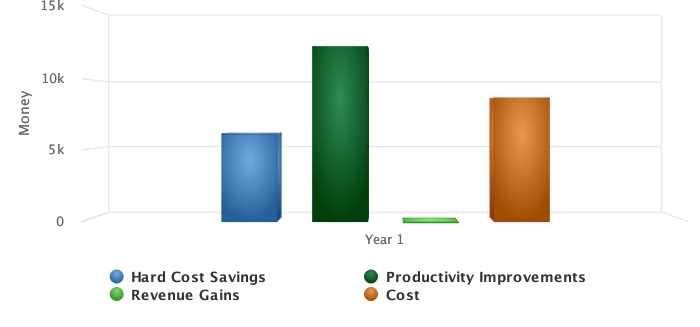 15k
10k
5k
0
Money
Year 1
Hard Cost Savings
Productivity Improvements
Revenue Gains
Cost